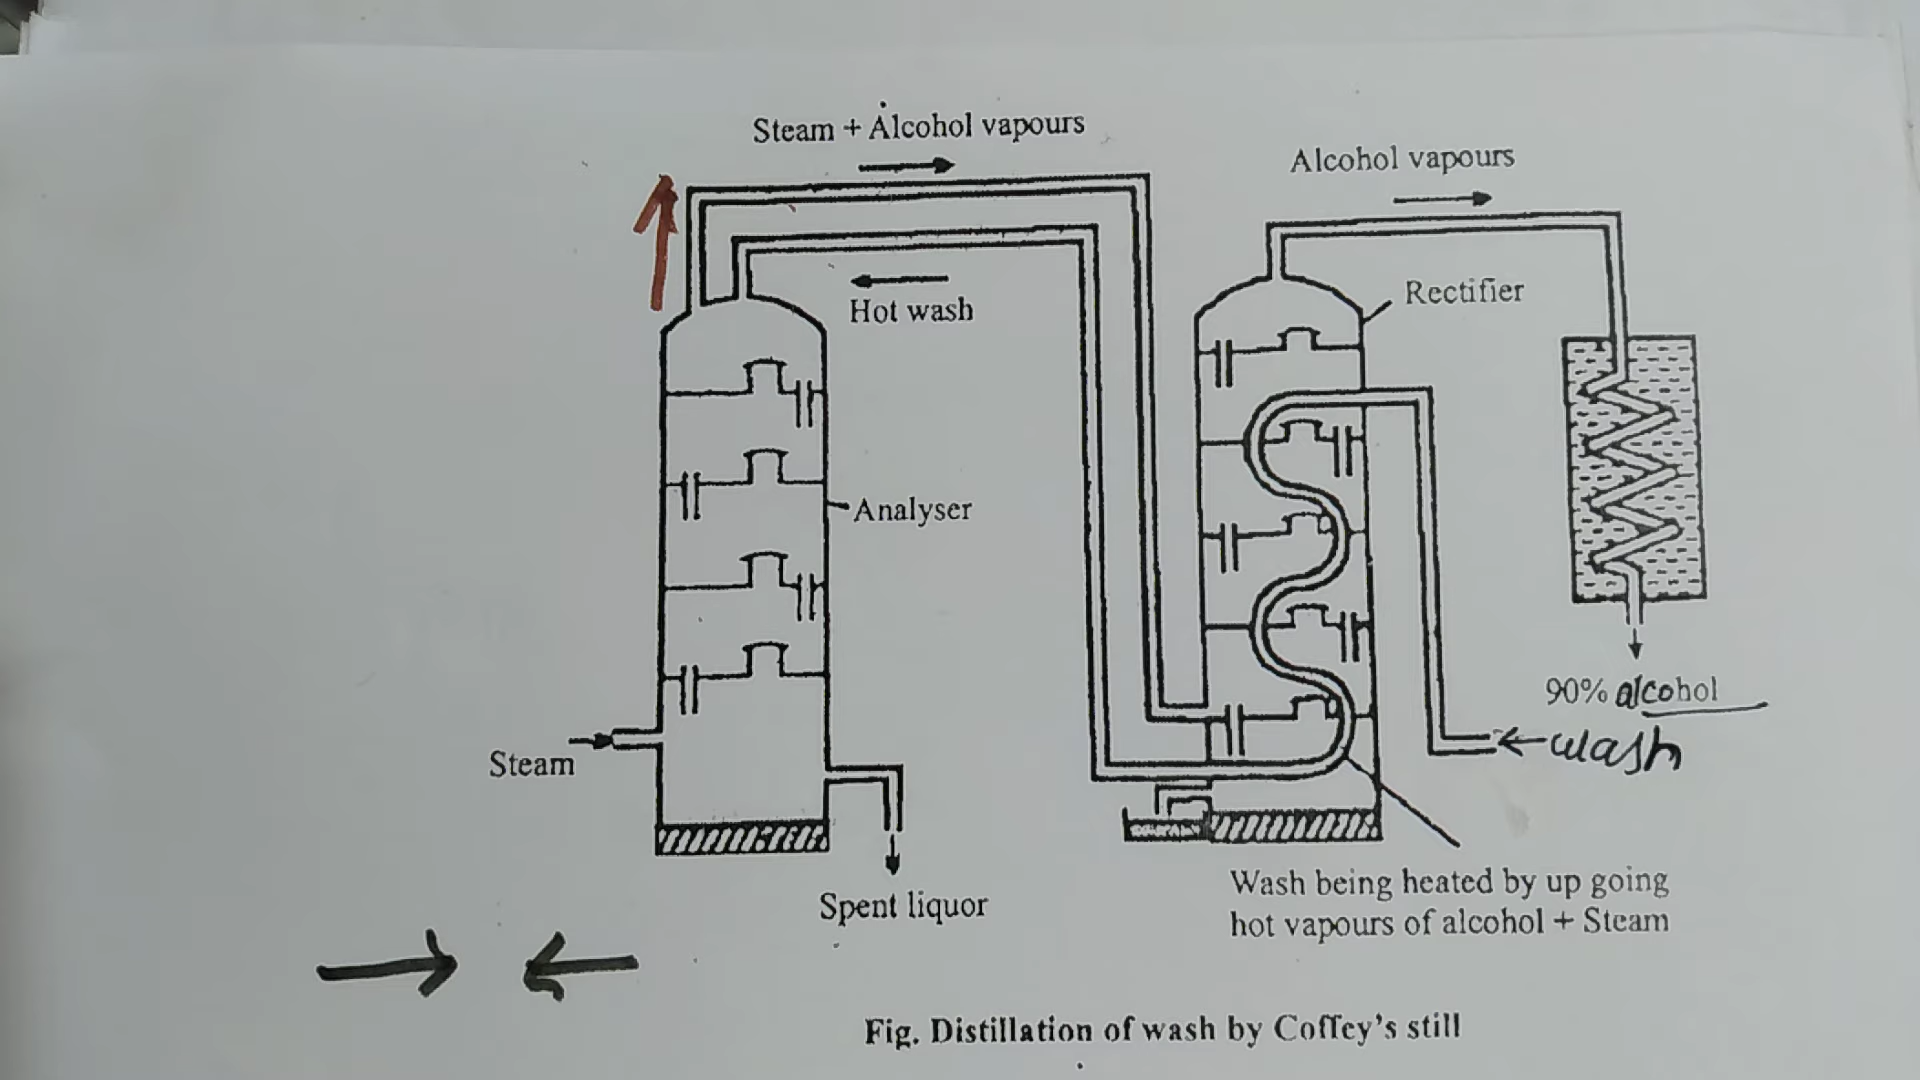 Steam + Alcohol vapours
Alcohol vapours
Rectifier
Hot wash
Analyser
90% alcohol
wash
Steam
Spent liquor
Wash being heated by up going
hot vapours of alcohol + Steam
Fig. Distillation of wash by Coffey's still